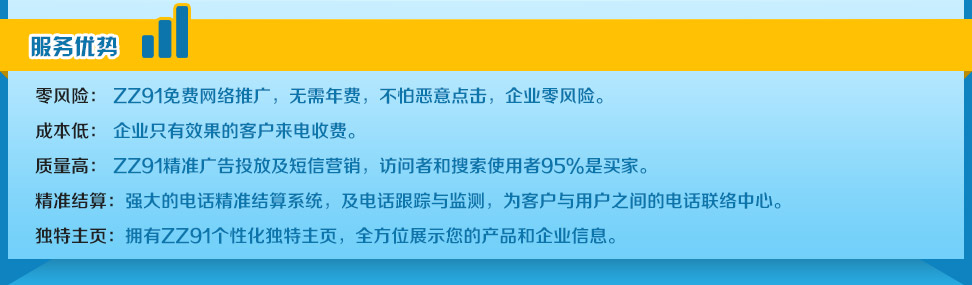 服务优势
零风险： ZZ91免费网络推广，无需年费，不怕恶意点击，企业零风险。
成本低： 企业只有效果的客户来电收费。
质量高： ZZ91精准广告投放及短信营销，访问者和搜索使用者95%是买家。
精准结算：强大的电话精准结算系统，及电话跟踪与监测，为客户与用户之间的电话联络中心。
独特主页：拥有ZZ91个性化独特主页，全方位展示您的产品和企业信息。